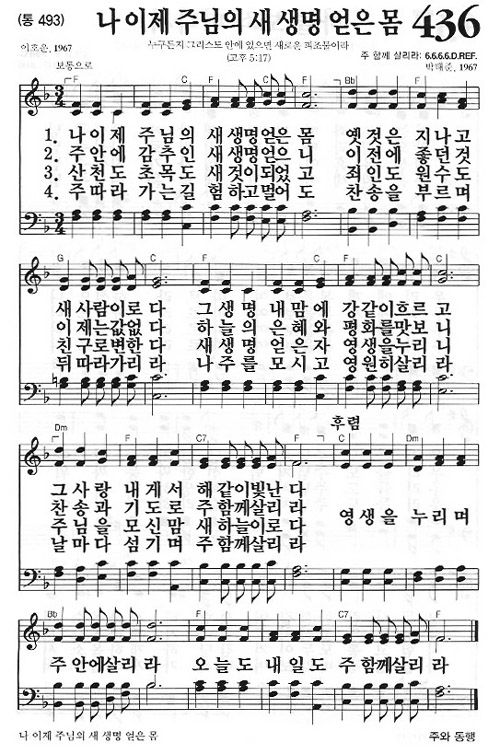 (통 493) 나 이제 주님의 새 생명 얻은 몸 436
이호운, 1967 누구든지 그리스도 안에 있으면 새로운 피조물이라 주 함께 살리라: 6.6.6.6.D.REF.
보통으로 (고후 5:17) 박태준, 1967
F C F Bb F
1. 나 이제 주님의 새 생명 얻은 몸 옛것은 지나고
2. 주 안에 감추인 새 생명 얻으니 이전에 좋던 것
3. 산천도 초목도 새 것이 되었고 죄인도 원수도
4. 주 따라 가는 길 험하고 멀어도 찬송을 부르며
G C F C F
새 사람이로다 그 생명 내 맘에 강같이 흐르고
이제는 값없다 하늘의 은혜와 평화를 맛보니
친구로 변한다 새 생명 얻은 자 영생을 누리니
뒤따라 가리라 나 주를 모시고 영원히 살리라
후렴
Dm F C7 F C Dm
그 사랑 내게서 해같이 빛난다
찬송과 기도로 주 함께 살리라 영생을 누리며
주님을 모신 맘 새 하늘이로다
날마다 섬기며 주 함께 살리라
Bb F C7 F
주 안에 살리라 오늘도 내일도 주 함께 살리라
나 이제 주님의 새 생명 얻은 몸 주와 동행